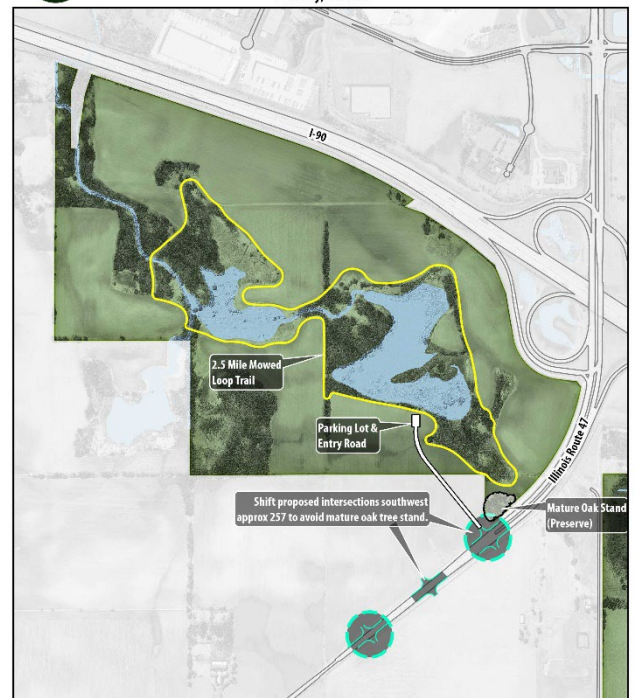 I-90
2.5 Mile Mowed
Loop Trail
Parking Lot &
Entry Road
Illinois Route 47
Shift proposed intersections southwest
approx 257 to avoid mature oak tree stand.
Mature Oak Stand
(Preserve)